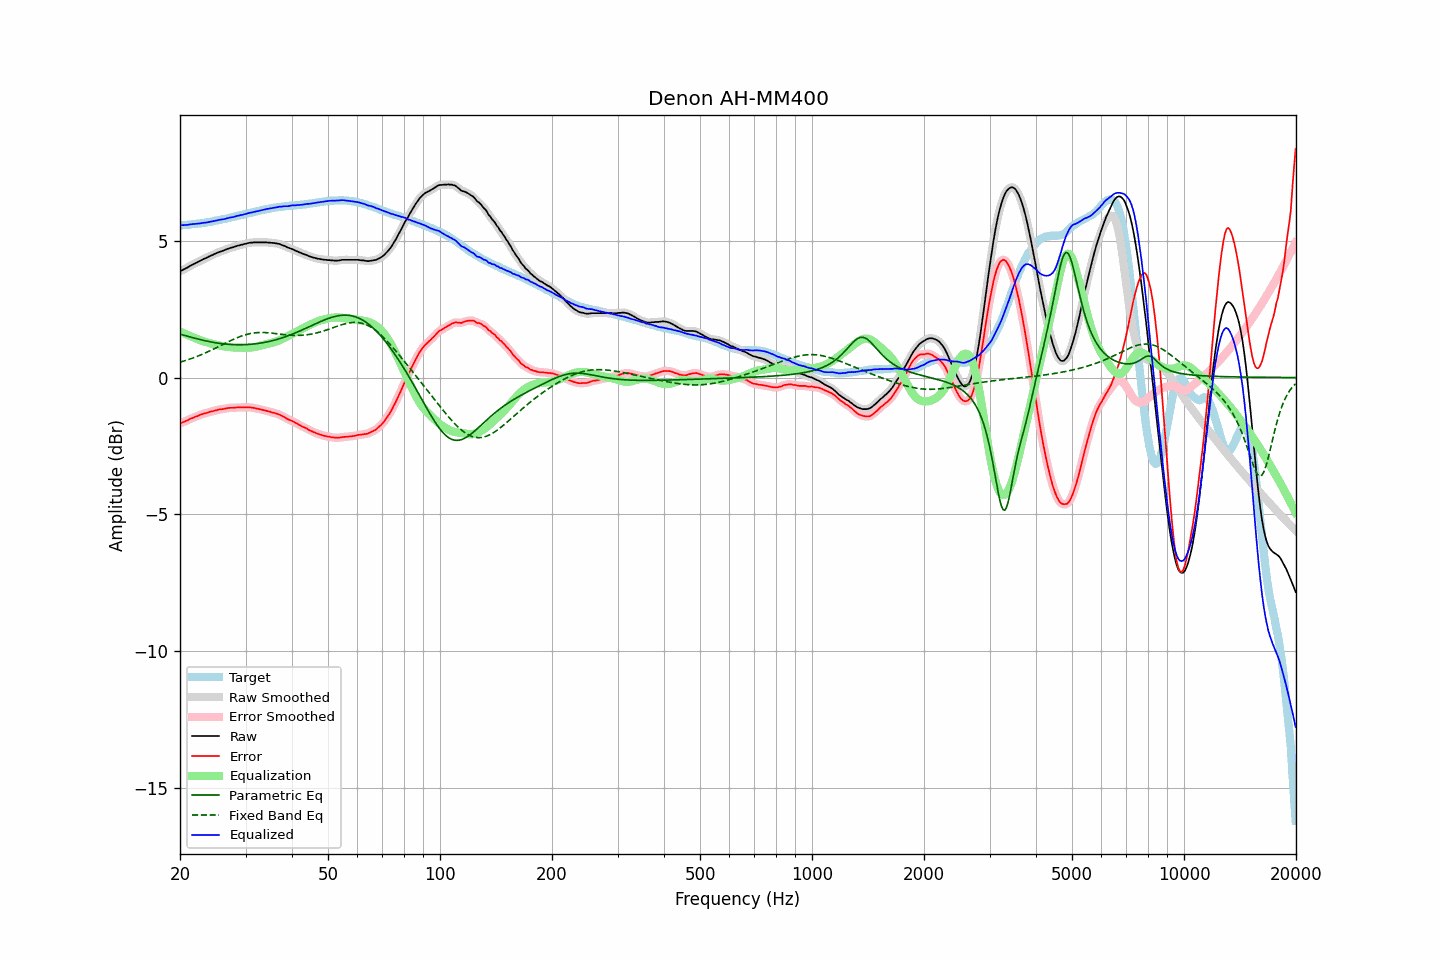 Denon AH-MM400
Amplitude (dBr)
5
0
−5
−10
−15
Target
Raw Smoothed
Error Smoothed
Raw
Error
Equalization
Parametric Eq
Fixed Band Eq
Equalized
20 50 100 200 500 1000 2000 5000 10000 20000
Frequency (Hz)